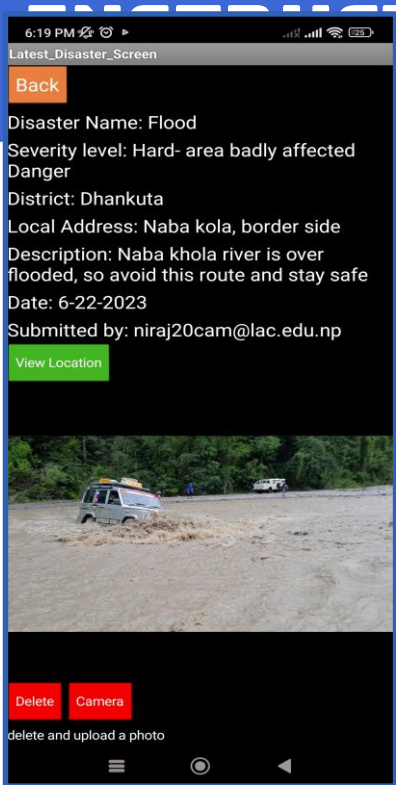 6:19 PM
25
Latest_Disaster_Screen
Back
Disaster Name: Flood
Severity level: Hard- area badly affected
Danger
District: Dhankuta
Local Address: Naba kola, border side
Description: Naba khola river is over
flooded, so avoid this route and stay safe
Date: 6-22-2023
Submitted by: niraj20cam@lac.edu.np
View Location
Delete
Camera
delete and upload a photo